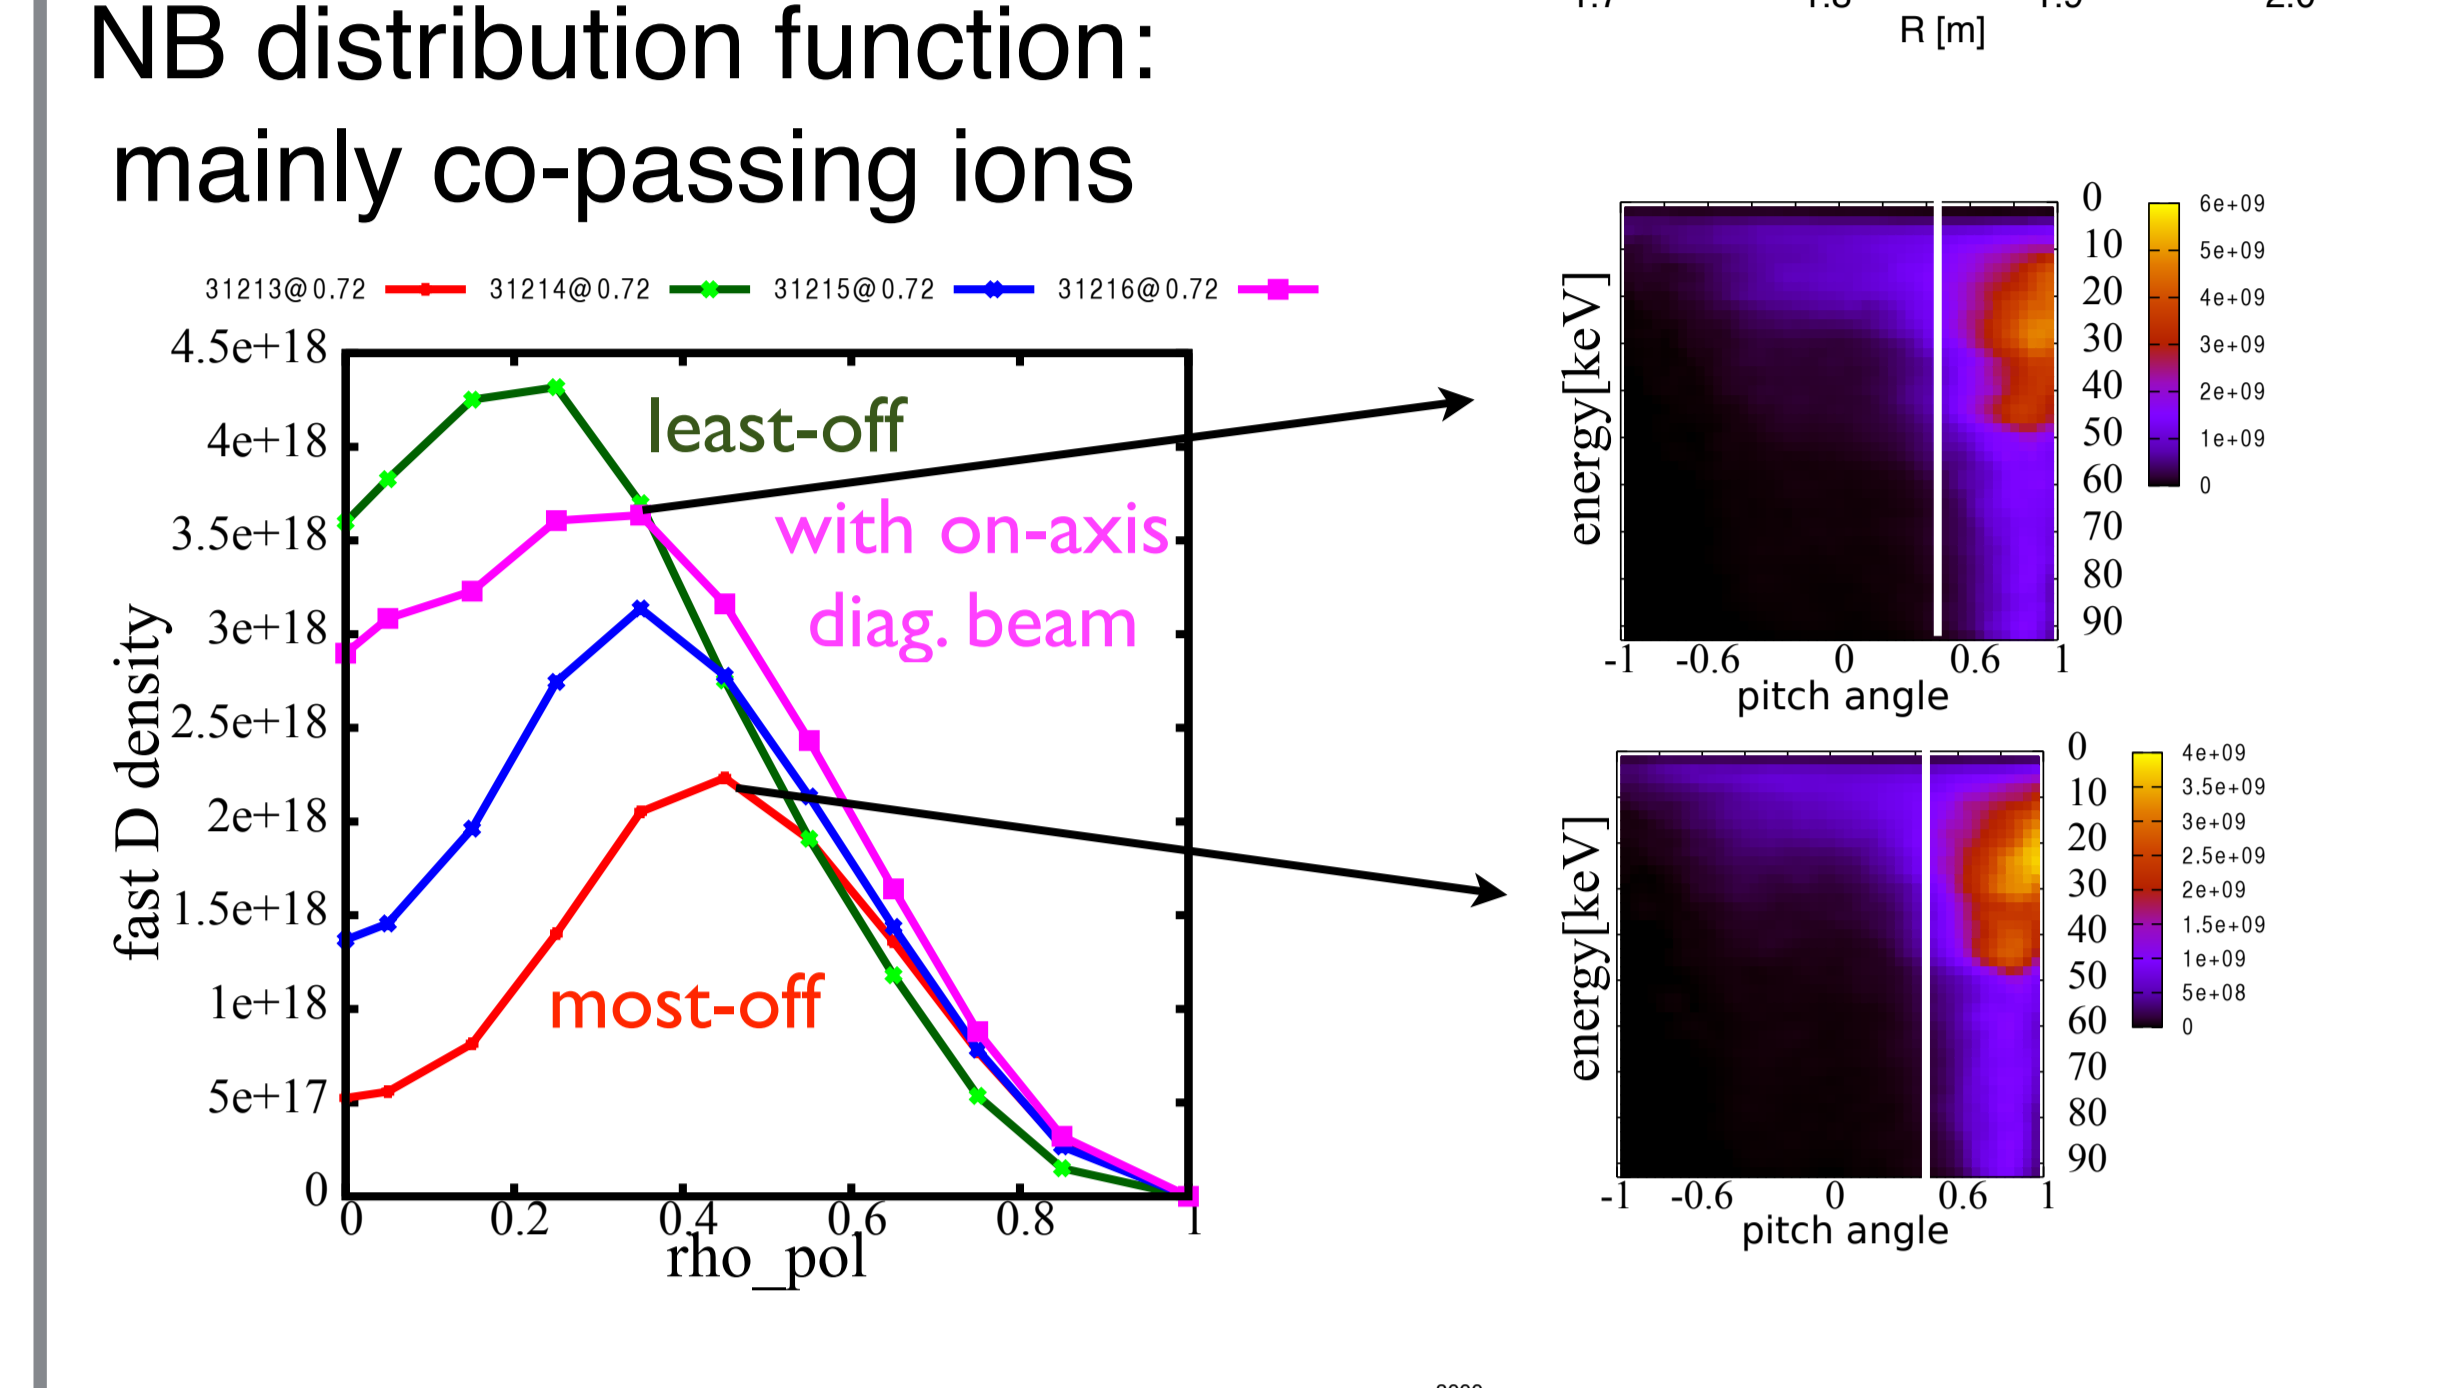 NB distribution function:
mainly co-passing ions
R [m]
31213@0.72 31214@0.72 31215@0.72 31216@0.72
4.5e+18
4e+18
3.5e+18
3e+18
2.5e+18
2e+18
1.5e+18
1e+18
5e+17
0
fast D density
least-off
with on-axis
diag. beam
most-off
0 0.2 0.4 0.6 0.8 1
rho_pol
energy[keV]
0
10
20
30
40
50
60
70
80
90
6e+09
5e+09
4e+09
3e+09
2e+09
1e+09
0
-1 -0.6 0 0.6 1
pitch angle
energy[keV]
0
10
20
30
40
50
60
70
80
90
4e+09
3.5e+09
3e+09
2.5e+09
2e+09
1.5e+09
1e+09
5e+08
0
-1 -0.6 0 0.6 1
pitch angle